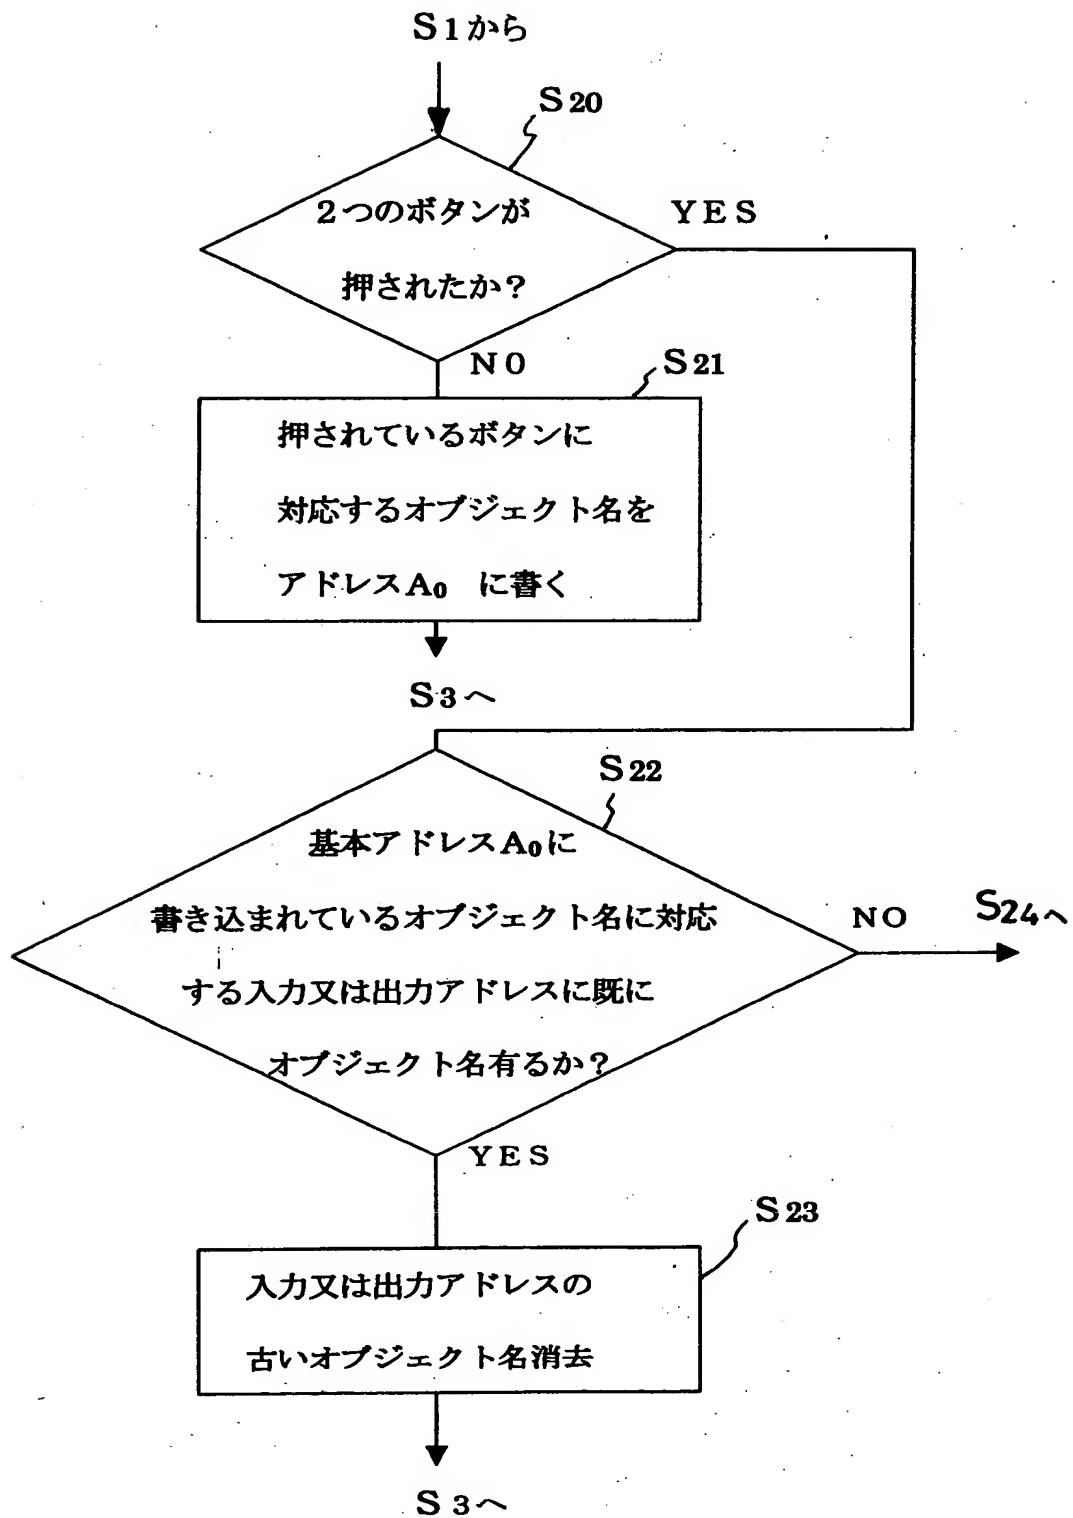 S1から
S20
2つのボタンが
YES
押されたか?
NO
S21
押されているボタンに
対応するオブジェクト名を
アドレスA0 に書く
S3へ
S22
基本アドレスA0に
書き込まれているオブジェクト名に対応
NO
S24へ
する入力又は出力アドレスに既に
オブジェクト名有るか?
YES
S23
入力又は出力アドレスの
古いオブジェクト名消去
S3へ